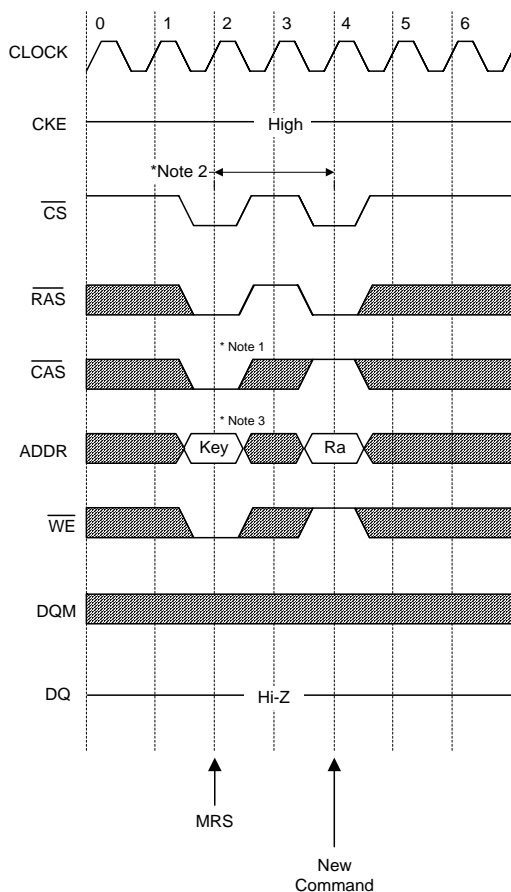 0 1 2 3 4 5 6
CLOCK
CKE
High
*Note 2
CS
RAS
* Note 1
CAS
* Note 3
ADDR
Key
Ra
WE
DQM
DQ
Hi-Z
MRS
New
Command